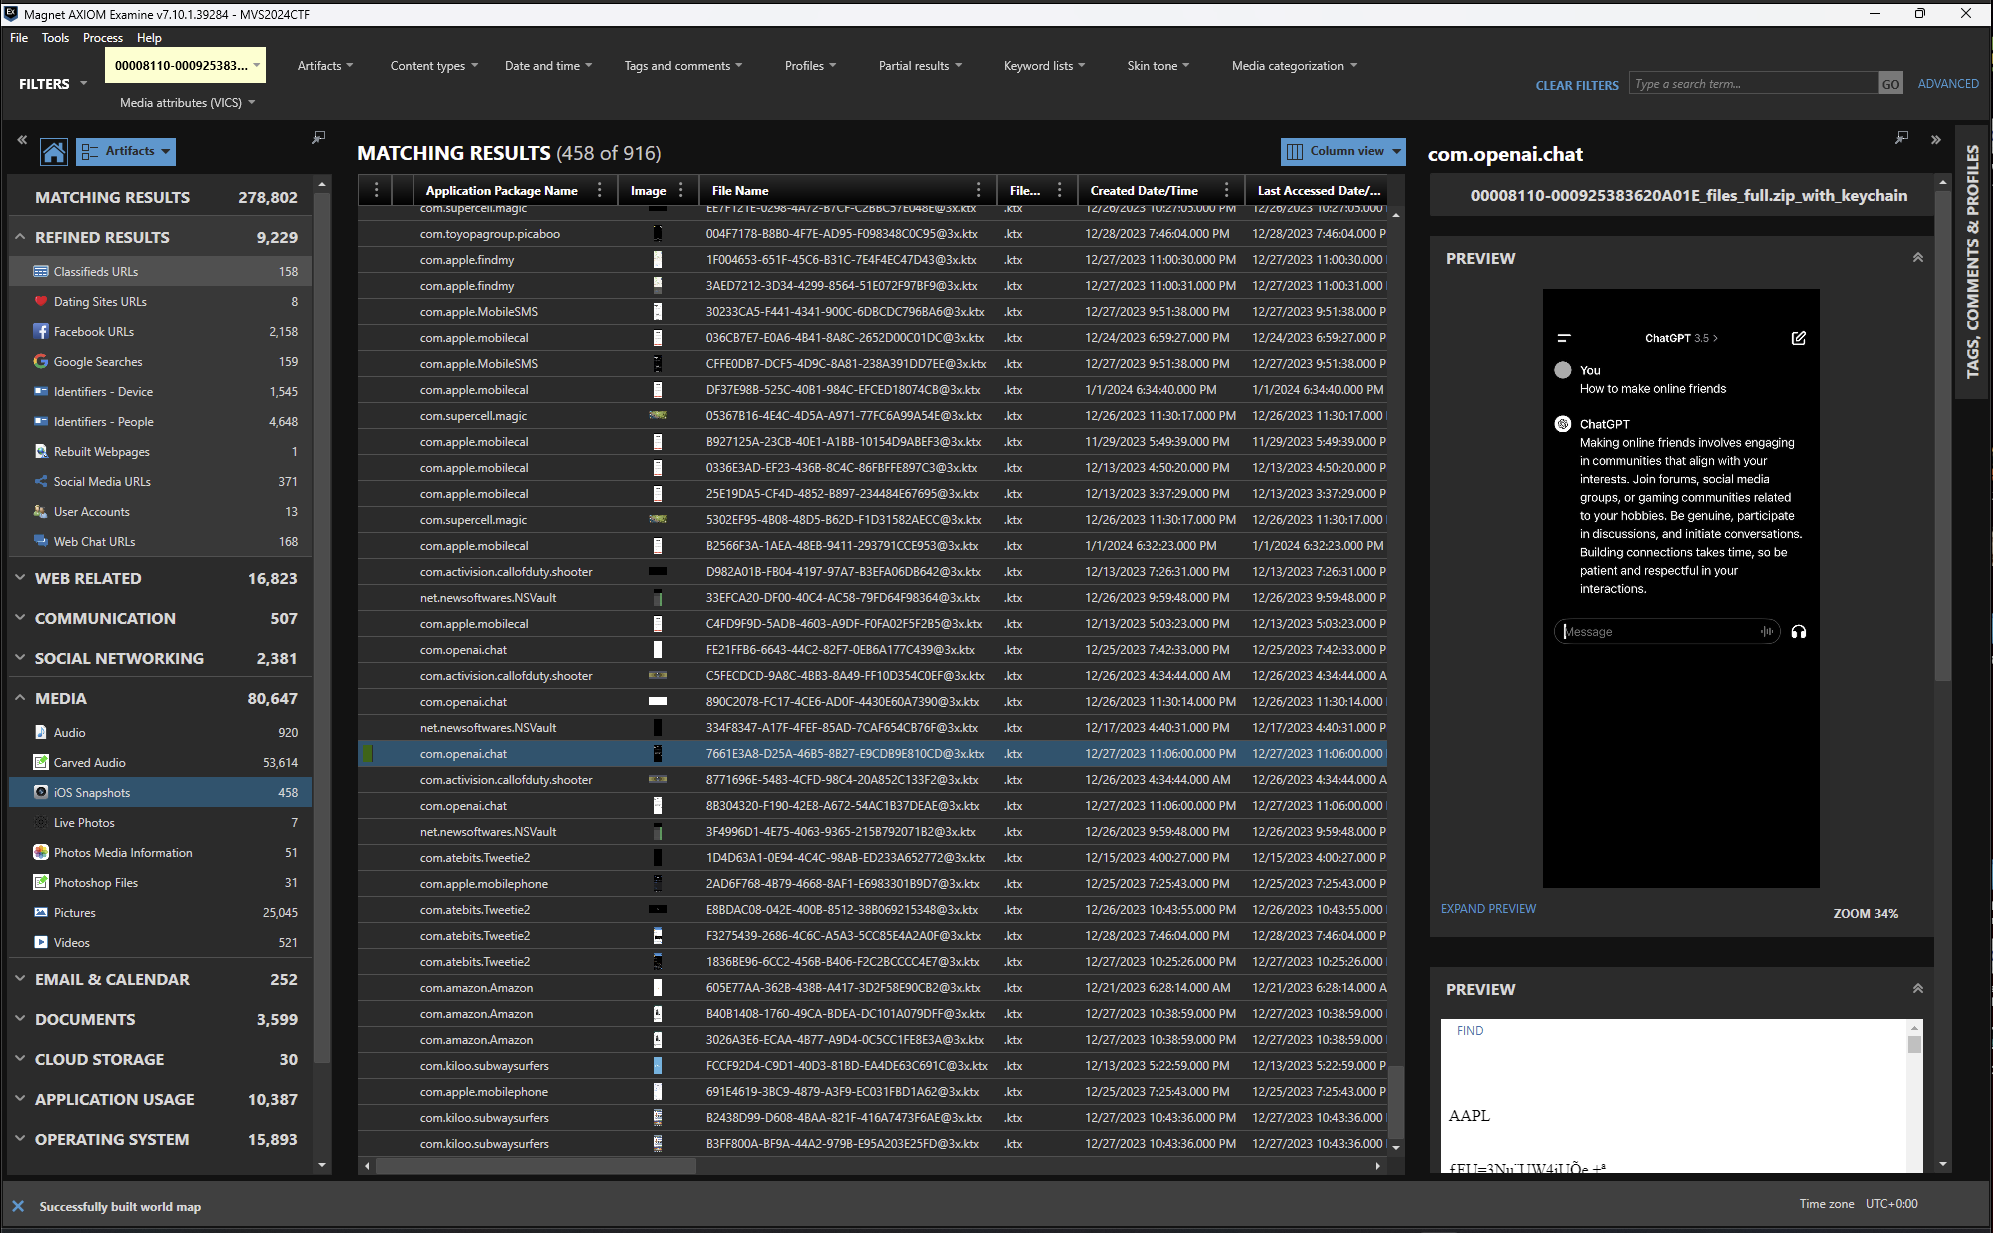 Magnet AXIOM Examine v7.10.1.39284 - MVS2024CTF
File Tools Process Help
FILTERS
00008110-000925383... Artifacts Content types Date and time Tags and comments Profiles Partial results Keyword lists Skin tone Media categorization
Media attributes (VICS)
CLEAR FILTERS Type a search term... GO ADVANCED
Artifacts
MATCHING RESULTS 278,802
REFINED RESULTS 9,229
Classifieds URLs 158
Dating Sites URLs 8
Facebook URLs 2,158
Google Searches 159
Identifiers - Device 1,545
Identifiers - People 4,648
Rebuilt Webpages 1
Social Media URLs 371
User Accounts 13
Web Chat URLs 168
WEB RELATED 16,823
COMMUNICATION 507
SOCIAL NETWORKING 2,381
MEDIA 80,647
Audio 920
Carved Audio 53,614
iOS Snapshots 458
Live Photos 7
Photos Media Information 51
Photoshop Files 31
Pictures 25,045
Videos 521
EMAIL & CALENDAR 252
DOCUMENTS 3,599
CLOUD STORAGE 30
APPLICATION USAGE 10,387
OPERATING SYSTEM 15,893
MATCHING RESULTS (458 of 916)
Column view
Application Package Name Image File Name File... Created Date/Time Last Accessed Date/...
com.supercell.magic EE7F121E-0298-4A72-B7CF-C2BBC57E048E@3x.ktx .ktx 12/26/2023 10:27:05.000 PM 12/26/2023 10:27:05.000
com.toyopagroup.picaboo 004F7178-B8B0-4F7E-AD95-F098348C0C95@3x.ktx .ktx 12/28/2023 7:46:04.000 PM 12/28/2023 7:46:04.000 P
com.apple.findmy 1F004653-651F-45C6-B31C-7E4F4EC47D43@3x.ktx .ktx 12/27/2023 11:00:30.000 PM 12/27/2023 11:00:30.000
com.apple.findmy 3AED7212-3D34-4299-8564-51E072F97BF9@3x.ktx .ktx 12/27/2023 11:00:31.000 PM 12/27/2023 11:00:31.000
com.apple.MobileSMS 30233CA5-F441-4341-900C-6DBCDC796BA6@3x.ktx .ktx 12/27/2023 9:51:38.000 PM 12/27/2023 9:51:38.000 P
com.apple.mobilecal 036CB7E7-E0A6-4B41-8A8C-2652D00C01DC@3x.ktx .ktx 12/24/2023 6:59:27.000 PM 12/24/2023 6:59:27.000 P
com.apple.MobileSMS CFFE0DB7-DCF5-4D9C-8A81-238A391DD7EE@3x.ktx .ktx 12/27/2023 9:51:38.000 PM 12/27/2023 9:51:38.000 P
com.apple.mobilecal DF37E98B-525C-40B1-984C-EFCED18074CB@3x.ktx .ktx 1/1/2024 6:34:40.000 PM 1/1/2024 6:34:40.000 PM
com.supercell.magic 05367B16-4E4C-4D5A-A971-77FC6A99A54E@3x.ktx .ktx 12/26/2023 11:30:17.000 PM 12/26/2023 11:30:17.000
com.apple.mobilecal B927125A-23CB-40E1-A1BB-10154D9ABEF3@3x.ktx .ktx 11/29/2023 5:49:39.000 PM 11/29/2023 5:49:39.000 P
com.apple.mobilecal 0336E3AD-EF23-436B-8C4C-86FBFFE897C3@3x.ktx .ktx 12/13/2023 4:50:20.000 PM 12/13/2023 4:50:20.000 P
com.apple.mobilecal 25E19DA5-CF4D-4852-B897-234484E67695@3x.ktx .ktx 12/13/2023 3:37:29.000 PM 12/13/2023 3:37:29.000 P
com.supercell.magic 5302EF95-4B08-48D5-B62D-F1D31582AECC@3x.ktx .ktx 12/26/2023 11:30:17.000 PM 12/26/2023 11:30:17.000
com.apple.mobilecal B2566F3A-1AEA-48EB-9411-293791CCE953@3x.ktx .ktx 1/1/2024 6:32:23.000 PM 1/1/2024 6:32:23.000 PM
com.activision.callofduty.shooter D982A01B-FB04-4197-97A7-B3EFA06DB642@3x.ktx .ktx 12/13/2023 7:26:31.000 PM 12/13/2023 7:26:31.000 P
net.newsoftwares.NSVault 33EFCA20-DF00-40C4-AC58-79FD64F98364@3x.ktx .ktx 12/26/2023 9:59:48.000 PM 12/26/2023 9:59:48.000 P
com.apple.mobilecal C4FD9F9D-5ADB-4603-A9DF-F0FA02F5F2B5@3x.ktx .ktx 12/13/2023 5:03:23.000 PM 12/13/2023 5:03:23.000 P
com.openai.chat FE21FFB6-6643-44C2-82F7-0EB6A177C439@3x.ktx .ktx 12/25/2023 7:42:33.000 PM 12/25/2023 7:42:33.000 P
com.activision.callofduty.shooter C5FECDCD-9A8C-4BB3-8A49-FF10D354C0EF@3x.ktx .ktx 12/26/2023 4:34:44.000 AM 12/26/2023 4:34:44.000 A
com.openai.chat 890C2078-FC17-4CE6-AD0F-4430E60A7390@3x.ktx .ktx 12/26/2023 11:30:14.000 PM 12/26/2023 11:30:14.000
net.newsoftwares.NSVault 334F8347-A17F-4FEF-85AD-7CAF654CB76F@3x.ktx .ktx 12/17/2023 4:40:31.000 PM 12/17/2023 4:40:31.000 P
com.openai.chat 7661E3A8-D25A-46B5-8B27-E9CDB9E810CD@3x.ktx .ktx 12/27/2023 11:06:00.000 PM 12/27/2023 11:06:00.000
com.activision.callofduty.shooter 8771696E-5483-4CFD-98C4-20A852C133F2@3x.ktx .ktx 12/26/2023 4:34:44.000 AM 12/26/2023 4:34:44.000 A
com.openai.chat 8B304320-F190-42E8-A672-54AC1B37DEAE@3x.ktx .ktx 12/27/2023 11:06:00.000 PM 12/27/2023 11:06:00.000
net.newsoftwares.NSVault 3F4996D1-4E75-4063-9365-215B792071B2@3x.ktx .ktx 12/26/2023 9:59:48.000 PM 12/26/2023 9:59:48.000 P
com.atebits.Tweetie2 1D4D63A1-0E94-4C4C-98AB-ED233A652772@3x.ktx .ktx 12/15/2023 4:00:27.000 PM 12/15/2023 4:00:27.000 P
com.apple.mobilephone 2AD6F768-4B79-4668-8AF1-E6983301B9D7@3x.ktx .ktx 12/25/2023 7:25:43.000 PM 12/25/2023 7:25:43.000 P
com.atebits.Tweetie2 E8BDAC08-042E-400B-8512-38B069215348@3x.ktx .ktx 12/26/2023 10:43:55.000 PM 12/26/2023 10:43:55.000
com.atebits.Tweetie2 F3275439-2686-4C6C-A5A3-5CC85E4A2A0F@3x.ktx .ktx 12/28/2023 7:46:04.000 PM 12/28/2023 7:46:04.000 P
com.atebits.Tweetie2 1836BE96-6CC2-456B-B406-F2C2BCCCC4E7@3x.ktx .ktx 12/27/2023 10:25:26.000 PM 12/27/2023 10:25:26.000
com.amazon.Amazon 605E77AA-362B-438B-A417-3D2F58E90CB2@3x.ktx .ktx 12/21/2023 6:28:14.000 AM 12/21/2023 6:28:14.000 A
com.amazon.Amazon B40B1408-1760-49CA-BDEA-DC101A079DFF@3x.ktx .ktx 12/27/2023 10:38:59.000 PM 12/27/2023 10:38:59.000
com.amazon.Amazon 3026A3E6-ECAA-4B77-A9D4-0C5CC1FE8E3A@3x.ktx .ktx 12/27/2023 10:38:59.000 PM 12/27/2023 10:38:59.000
com.kiloo.subwaysurfers FCCF92D4-C9D1-40D3-81BD-EA4DE63C691C@3x.ktx .ktx 12/13/2023 5:22:59.000 PM 12/13/2023 5:22:59.000 P
com.apple.mobilephone 691E4619-3BC9-4879-A3F9-EC031FBD1A62@3x.ktx .ktx 12/25/2023 7:25:43.000 PM 12/25/2023 7:25:43.000 P
com.kiloo.subwaysurfers B2438D99-D608-4BAA-821F-416A7473F6AE@3x.ktx .ktx 12/27/2023 10:43:36.000 PM 12/27/2023 10:43:36.000
com.kiloo.subwaysurfers B3FF800A-BF9A-44A2-979B-E95A203E25FD@3x.ktx .ktx 12/27/2023 10:43:36.000 PM 12/27/2023 10:43:36.000
com.openai.chat
00008110-000925383620A01E_files_full.zip_with_keychain
PREVIEW
ChatGPT 3.5 >
You
How to make online friends
ChatGPT
Making online friends involves engaging
in communities that align with your
interests. Join forums, social media
groups, or gaming communities related
to your hobbies. Be genuine, participate
in discussions, and initiate conversations.
Building connections takes time, so be
patient and respectful in your
interactions.
Message
EXPAND PREVIEW ZOOM 34%
PREVIEW
FIND
AAPL
TAGS, COMMENTS & PROFILES
Successfully built world map
Time zone UTC+0:00